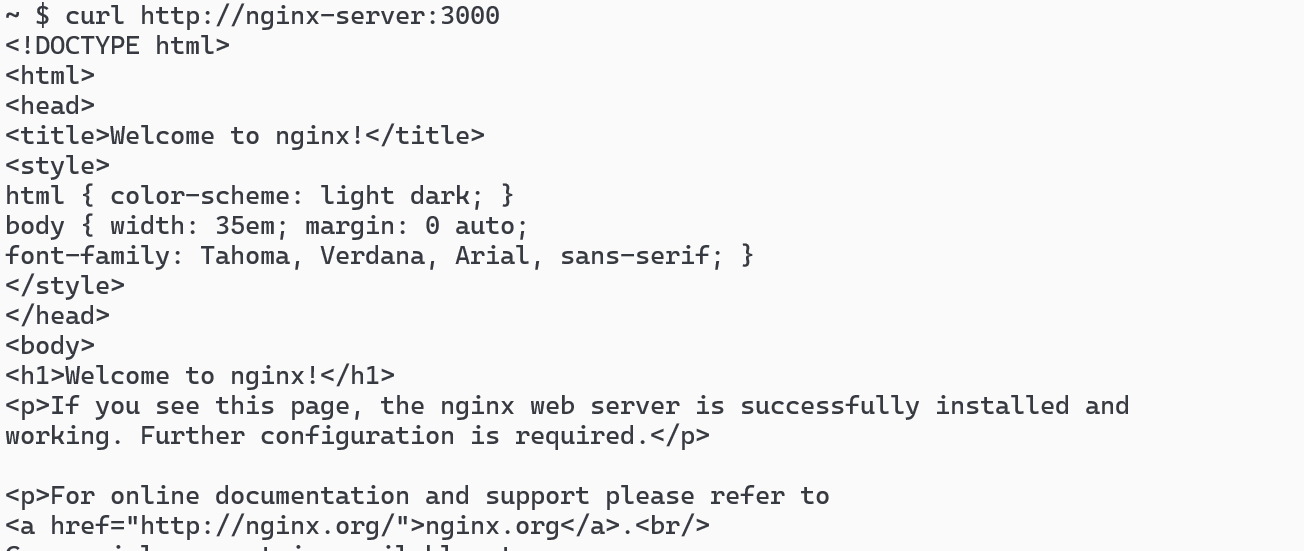 ~ $ curl http://nginx-server:3000
<!DOCTYPE html>
<html>
<head>
<title>Welcome to nginx!</title>
<style>
html { color-scheme: light dark; }
body { width: 35em; margin: 0 auto;
font-family: Tahoma, Verdana, Arial, sans-serif; }
</style>
</head>
<body>
<h1>Welcome to nginx!</h1>
<p>If you see this page, the nginx web server is successfully installed and
working. Further configuration is required.</p>

<p>For online documentation and support please refer to
<a href="http://nginx.org/">nginx.org</a>.<br/>